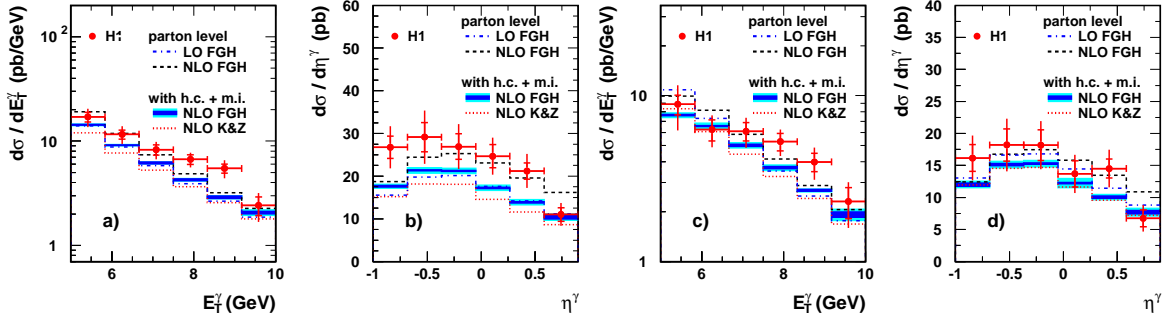 dσ / dE_T^γ (pb/GeV)
10²
10
1
H1
parton level
LO FGH
NLO FGH
with h.c. + m.i.
NLO FGH
NLO K&Z
a)
6 8 10
E_T^γ (GeV)
dσ / dη^γ (pb)
60
50
40
30
20
10
0
H1
parton level
LO FGH
NLO FGH
with h.c. + m.i.
NLO FGH
NLO K&Z
b)
-1 -0.5 0 0.5
η^γ
dσ / dE_T^γ (pb/GeV)
10
1
H1
parton level
LO FGH
NLO FGH
with h.c. + m.i.
NLO FGH
NLO K&Z
c)
6 8 10
E_T^γ (GeV)
dσ / dη^γ (pb)
40
35
30
25
20
15
10
5
0
H1
parton level
LO FGH
NLO FGH
with h.c. + m.i.
NLO FGH
NLO K&Z
d)
-1 -0.5 0 0.5
η^γ